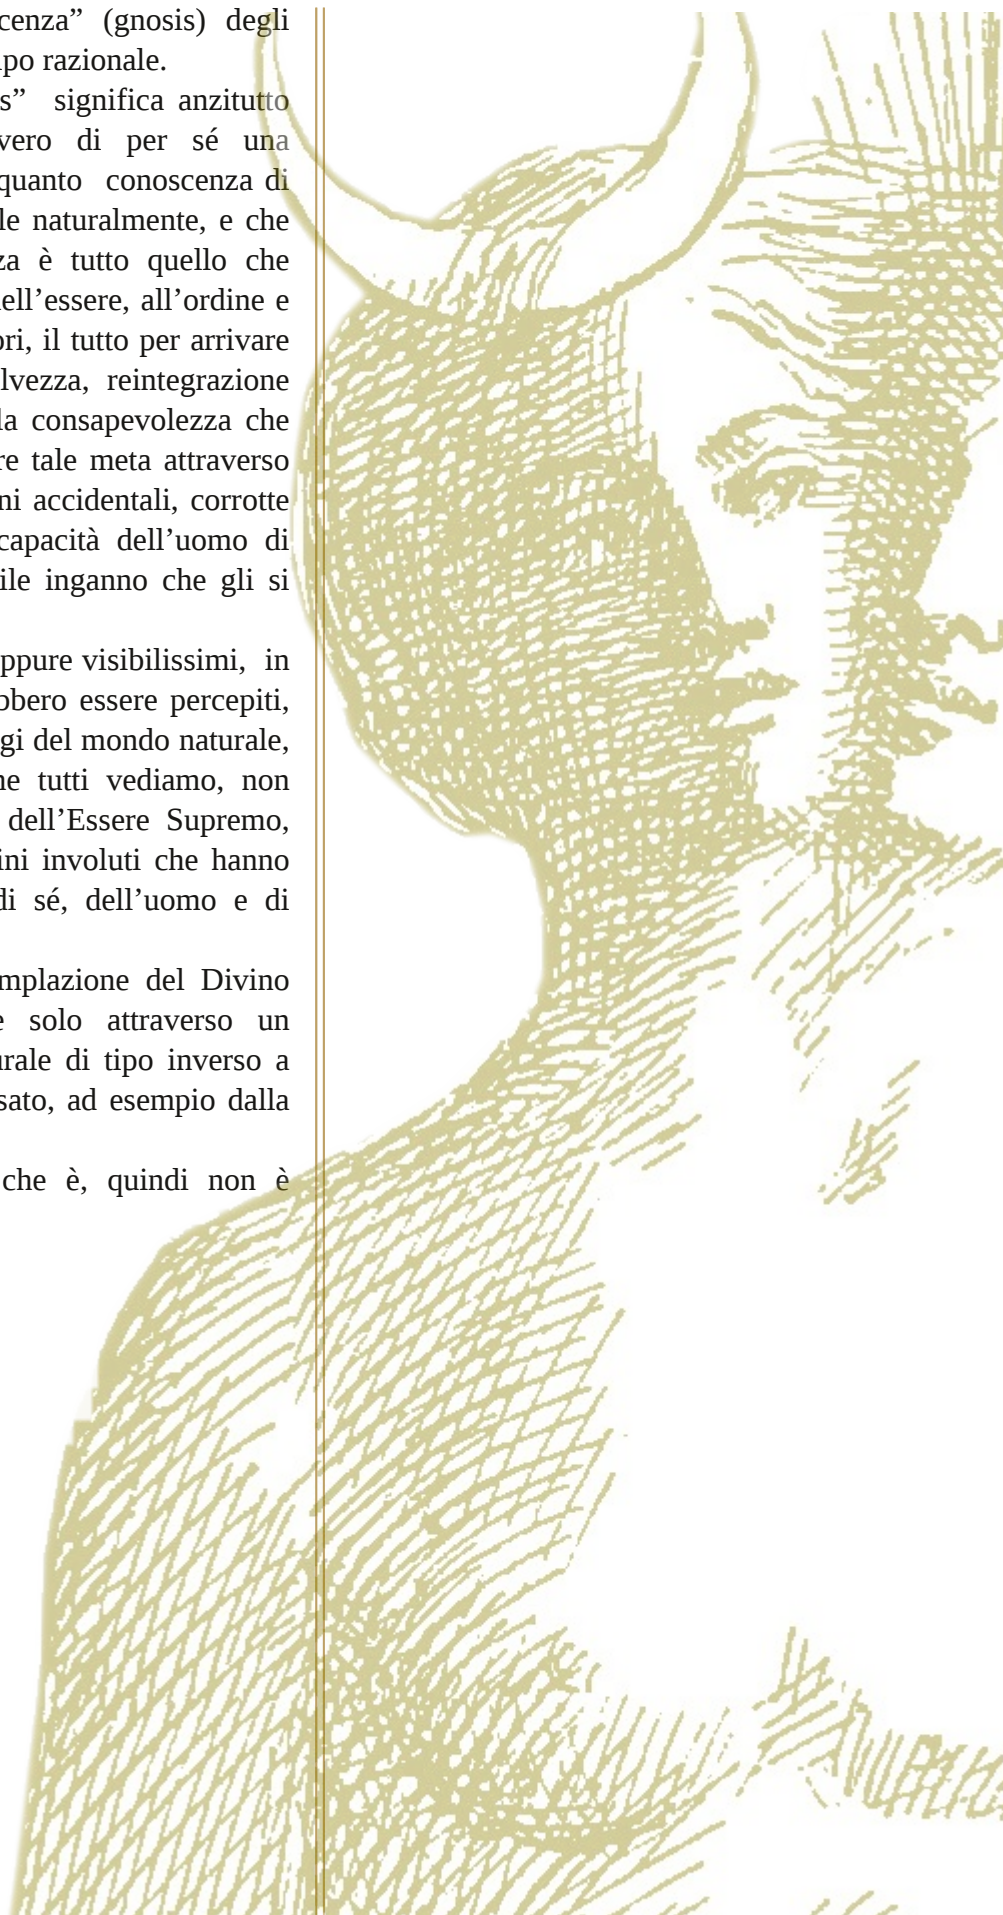 cenza” (gnosis) degli
ipo razionale.
s” significa anzitutto
vero di per sé una
quanto conoscenza di
le naturalmente, e che
za è tutto quello che
ell’essere, all’ordine e
ori, il tutto per arrivare
lvezza, reintegrazione
la consapevolezza che
re tale meta attraverso
ni accidentali, corrotte
capacità dell’uomo di
ile inganno che gli si
ppure visibilissimi, in
bbero essere percepiti,
gi del mondo naturale,
ne tutti vediamo, non
dell’Essere Supremo,
ini involuti che hanno
di sé, dell’uomo e di
mplazione del Divino
e solo attraverso un
urale di tipo inverso a
sato, ad esempio dalla
che è, quindi non è